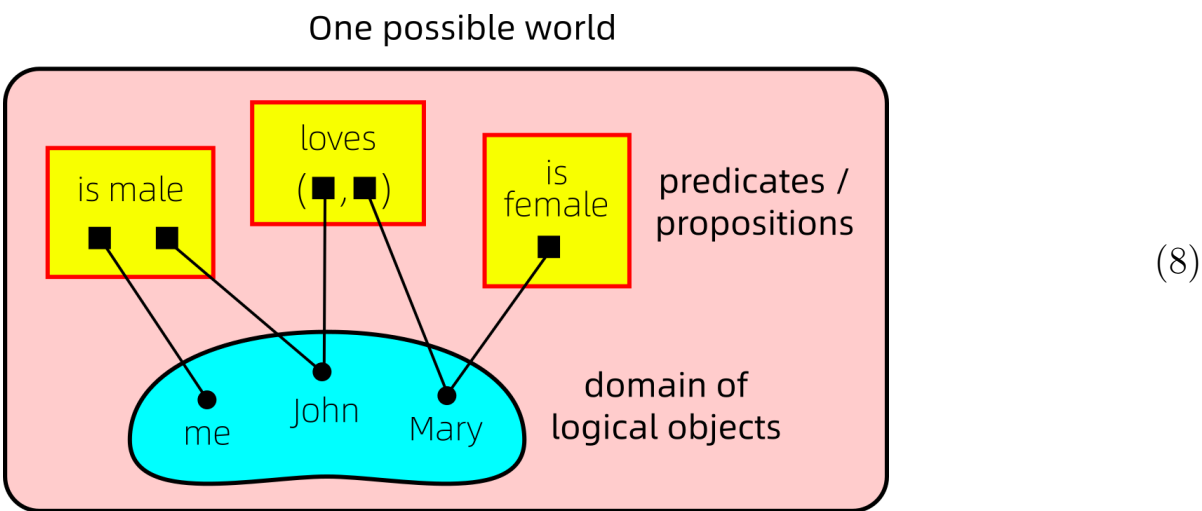 One possible world
loves
( , )
is male
is
female
predicates /
propositions
(8)
domain of
logical objects
me
John
Mary